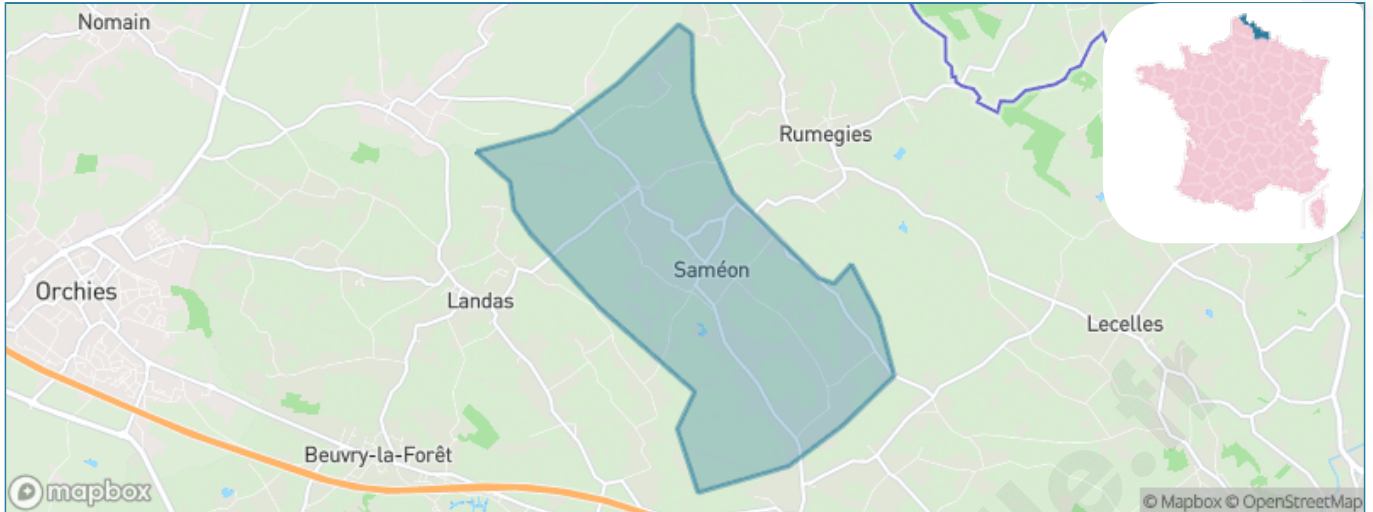 Nomain
Rumegies
Saméon
Orchies
Landas
Lecelles
Beuvry-la-Forêt
mapbox
© Mapbox © OpenStreetMap